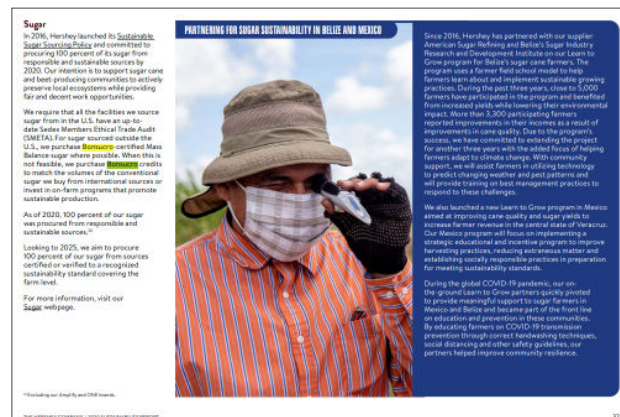 Sugar
In 2016, Hershey launched its Sustainable
Sugar Sourcing Policy and committed to
procuring 100 percent of its sugar from
responsible and sustainable sources by
2020. Our intention is to support sugar cane
and beet-producing communities to actively
preserve local ecosystems while providing
fair and decent work opportunities.
We require that all the facilities we source
sugar from in the U.S. have an up-to-
date Sedex Members Ethical Trade Audit
(SMETA). For sugar sourced outside the
U.S., we purchase Bonsucro-certified Mass
Balance sugar where possible. When this is
not feasible, we purchase Bonsucro credits
to match the volumes of the conventional
sugar we buy from international sources or
invest in on-farm programs that promote
sustainable production.
As of 2020, 100 percent of our sugar
was procured from responsible and
sustainable sources.
Looking to 2025, we aim to procure
100 percent of our sugar from sources
certified or verified to a recognized
sustainability standard covering the
farm level.
For more information, visit our
Sugar webpage.
Excluding our Amplify and ONE brands.
PARTNERING FOR SUGAR SUSTAINABILITY IN BELIZE AND MEXICO
Since 2016, Hershey has partnered with our supplier
American Sugar Refining and Belize's Sugar Industry
Research and Development Institute on our Learn to
Grow program for Belize's sugar cane farmers. The
program uses a farmer field school model to help
farmers learn about and implement sustainable growing
practices. During the past three years, close to 5,000
farmers have participated in the program and benefited
from increased yields while lowering their environmental
impact. More than 3,300 participating farmers
reported improvements in their incomes as a result of
improvements in cane quality. Due to the program's
success, we have committed to extending the project
for another three years with the added focus of helping
farmers adapt to climate change. With community
support, we will assist farmers in utilizing technology
to predict changing weather and pest patterns and
will provide training on best management practices to
respond to these challenges.
We also launched a new Learn to Grow program in Mexico
aimed at improving cane quality and sugar yields to
increase farmer revenue in the central state of Veracruz.
Our Mexico program will focus on implementing a
strategic educational and incentive program to improve
harvesting practices, reducing extraneous matter and
establishing socially responsible practices in preparation
for meeting sustainability standards.
During the global COVID-19 pandemic, our on-
the-ground Learn to Grow partners quickly pivoted
to provide meaningful support to sugar farmers in
Mexico and Belize and became part of the front line
on education and prevention in these communities.
By educating farmers on COVID-19 transmission
prevention through correct handwashing techniques,
social distancing and other safety guidelines, our
partners helped improve community resilience.